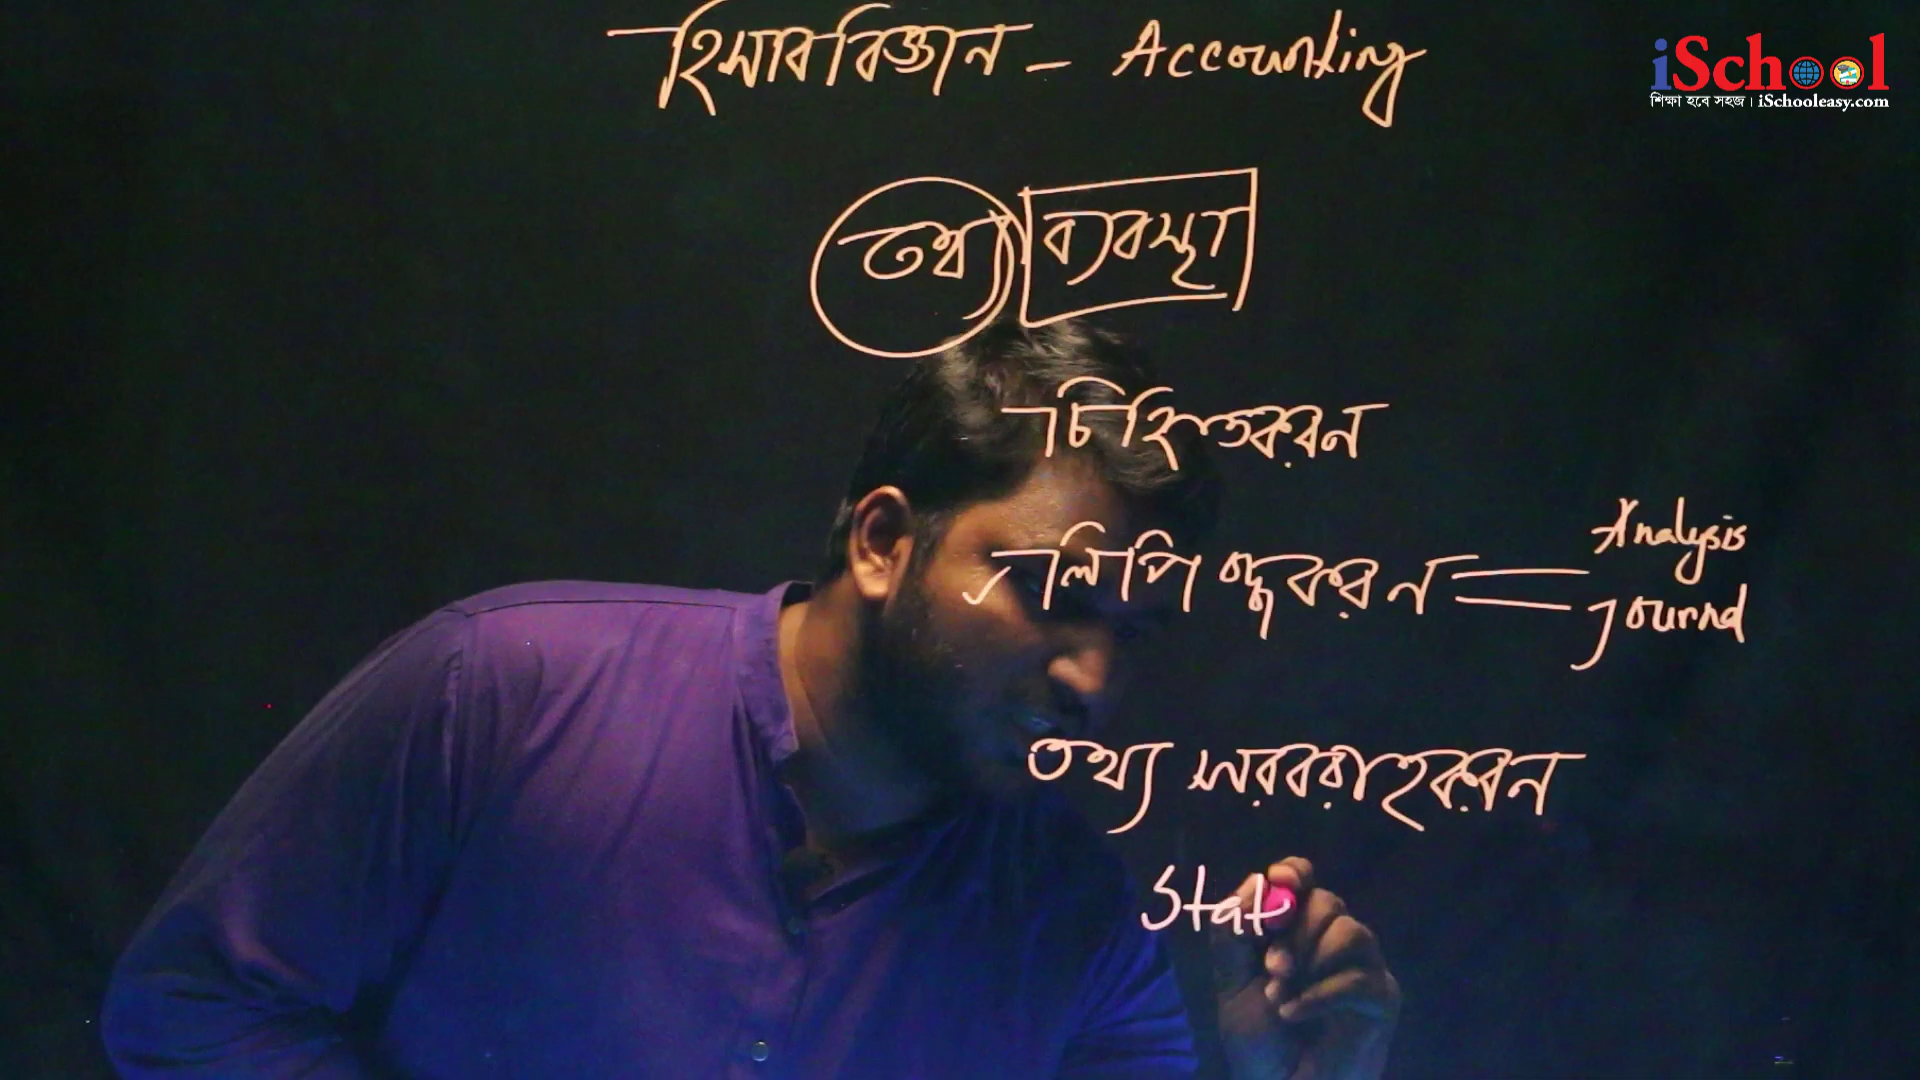 হিসাববিজ্ঞান - Accounting
iSchool
শিক্ষা হবে সহজ। iSchooleasy.com
তথ্য ব্যবস্থা
চিহ্নিতকরন
লিপিবদ্ধকরন = Analysis
Journal
তথ্য সরবরাহকরন
Stat